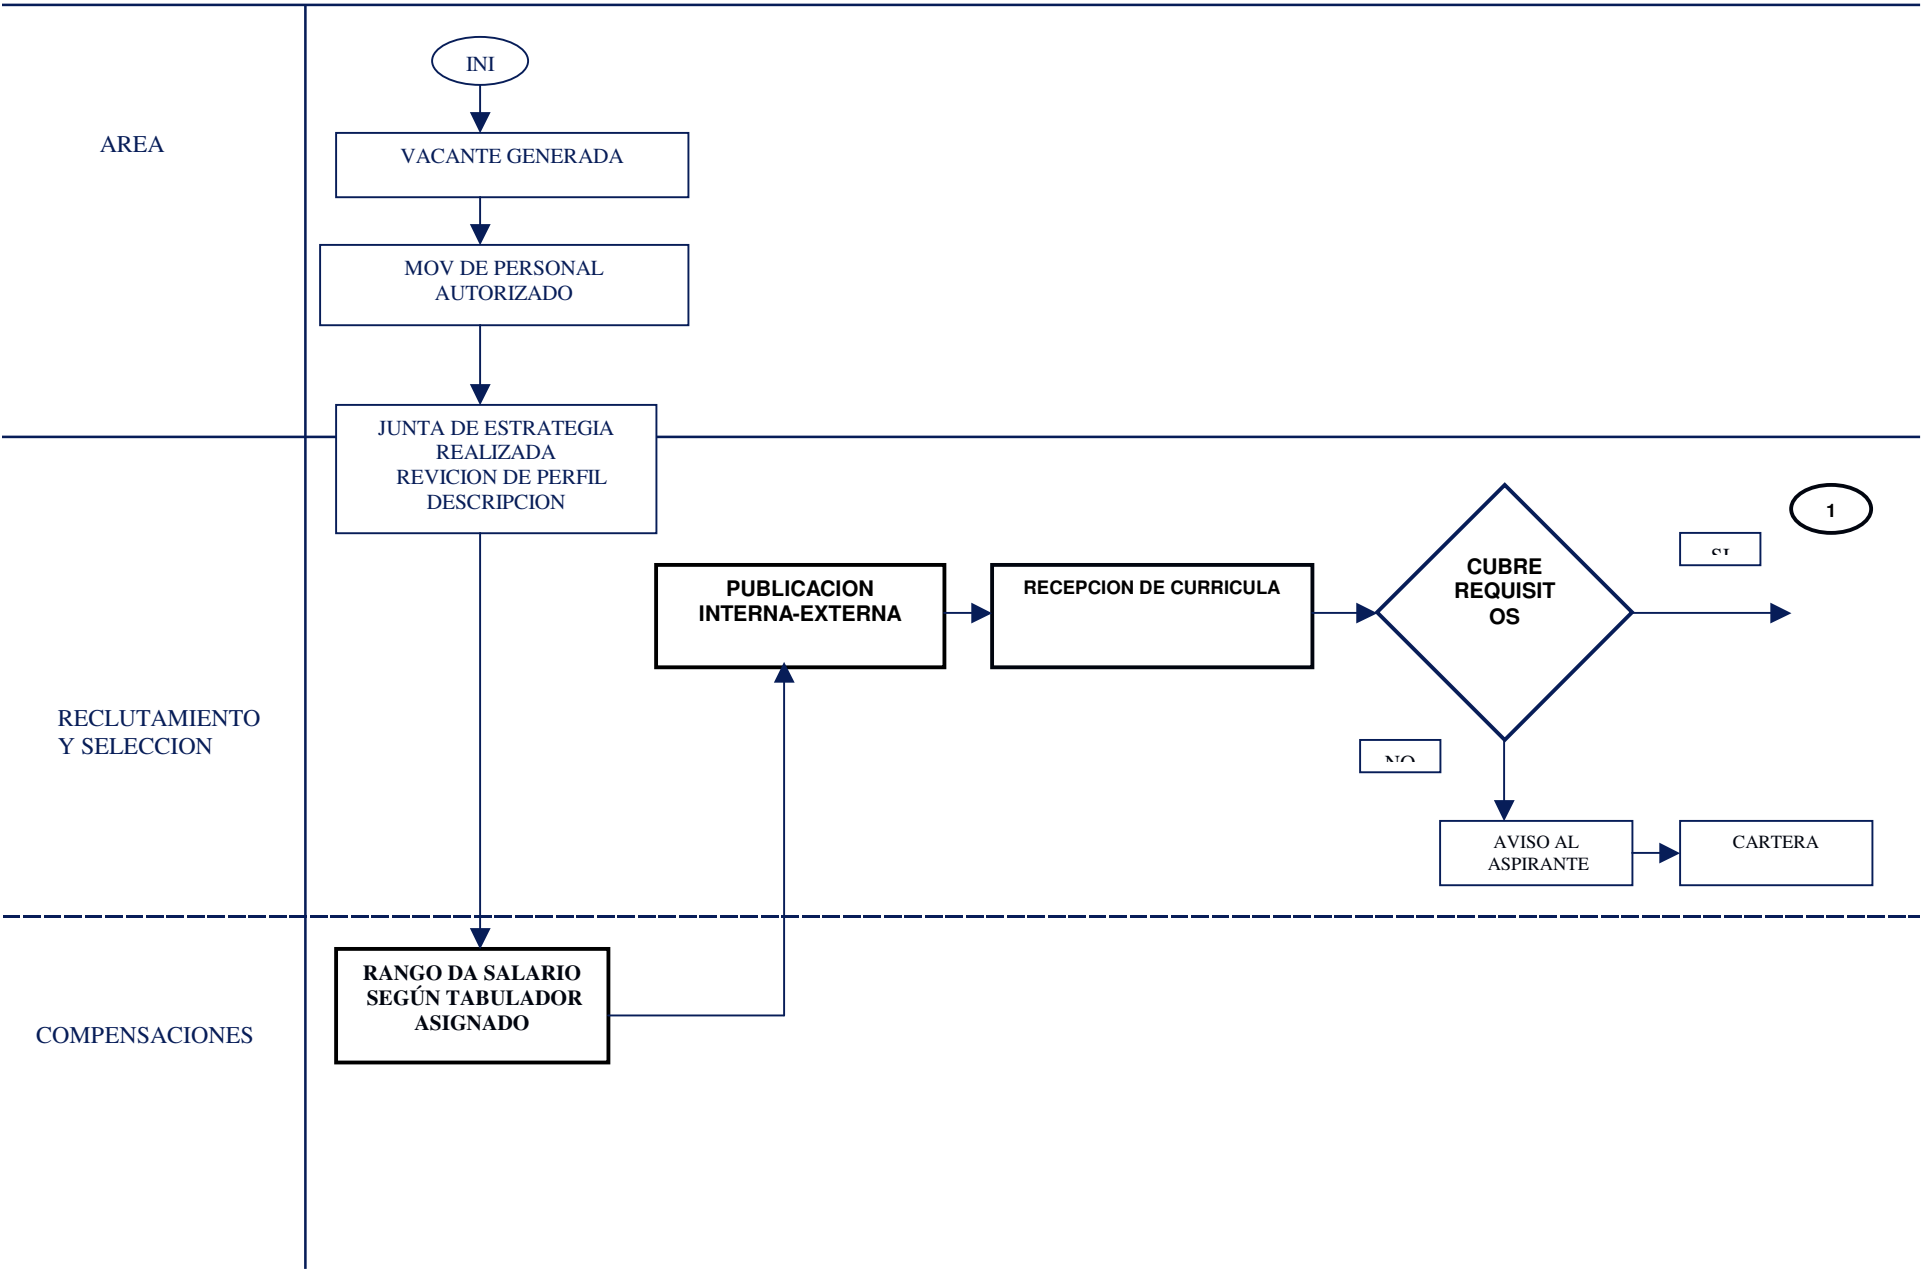 INI
AREA
VACANTE GENERADA
MOV DE PERSONAL
AUTORIZADO
JUNTA DE ESTRATEGIA
REALIZADA
REVICION DE PERFIL
DESCRIPCION
1
SI
PUBLICACION
INTERNA-EXTERNA
RECEPCION DE CURRICULA
CUBRE
REQUISIT
OS
RECLUTAMIENTO
Y SELECCION
NO
AVISO AL
ASPIRANTE
CARTERA
RANGO DA SALARIO
SEGÚN TABULADOR
ASIGNADO
COMPENSACIONES